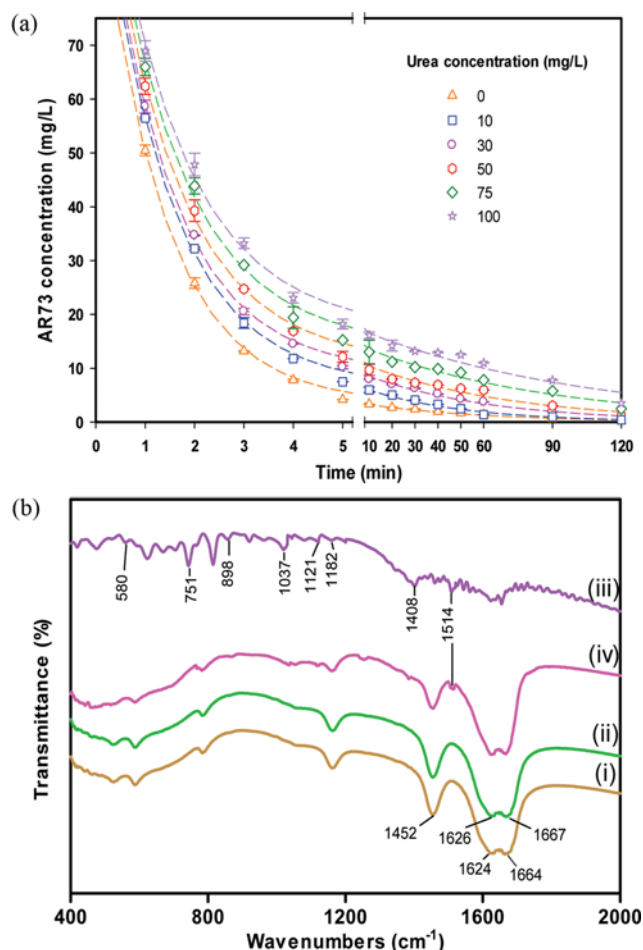 (a)
AR73 concentration (mg/L)
70
60
50
40
30
20
10
0
Urea concentration (mg/L)
0
10
30
50
75
100
0 1 2 3 4 5 10 20 30 40 50 60 90 120
Time (min)
(b)
Transmittance (%)
580
751
898
1037
1121
1182
1408
1514
(iii)
(iv)
(ii)
(i)
1452
1626
1667
1624
1664
400 800 1200 1600 2000
Wavenumbers (cm⁻¹)